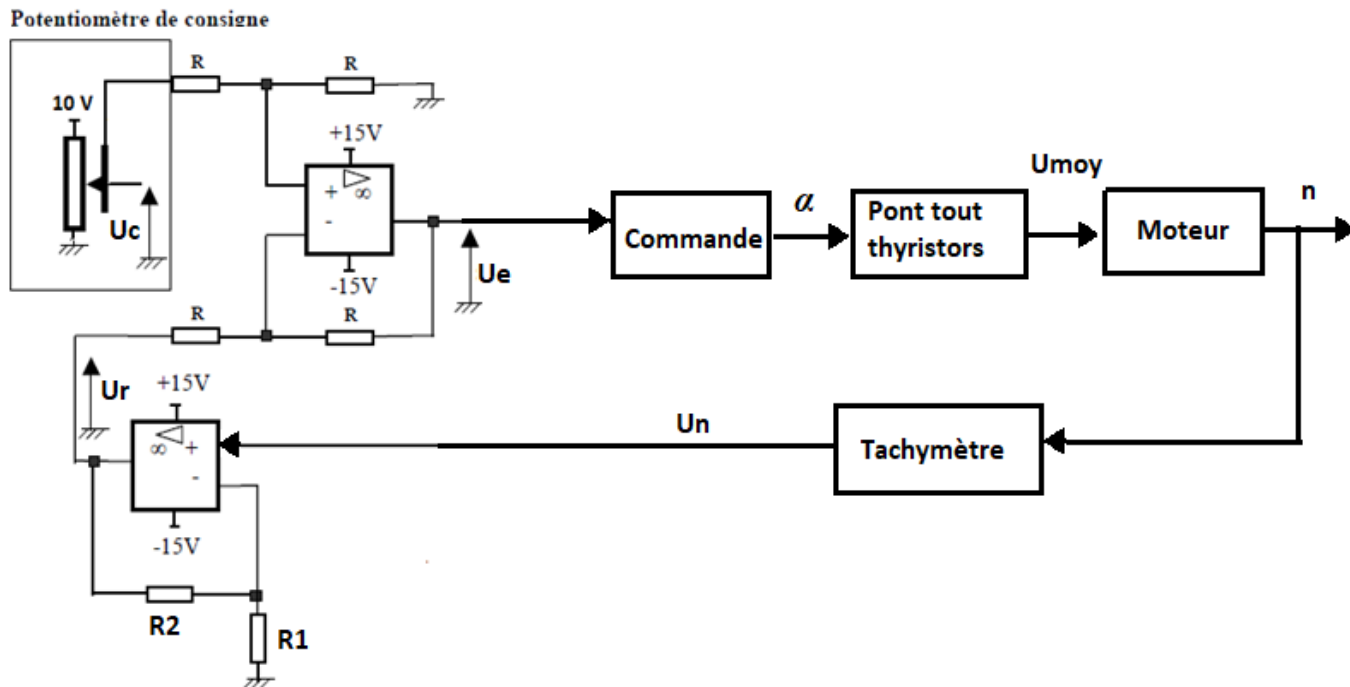 Potentiomètre de consigne
R
R
10 V
+15V
+ ∞
-
-15V
Uc
Ue
Commande
α
Pont tout
thyristors
Umoy
Moteur
n
R
R
Ur
+15V
∞ +
-
-15V
Un
Tachymètre
R2
R1